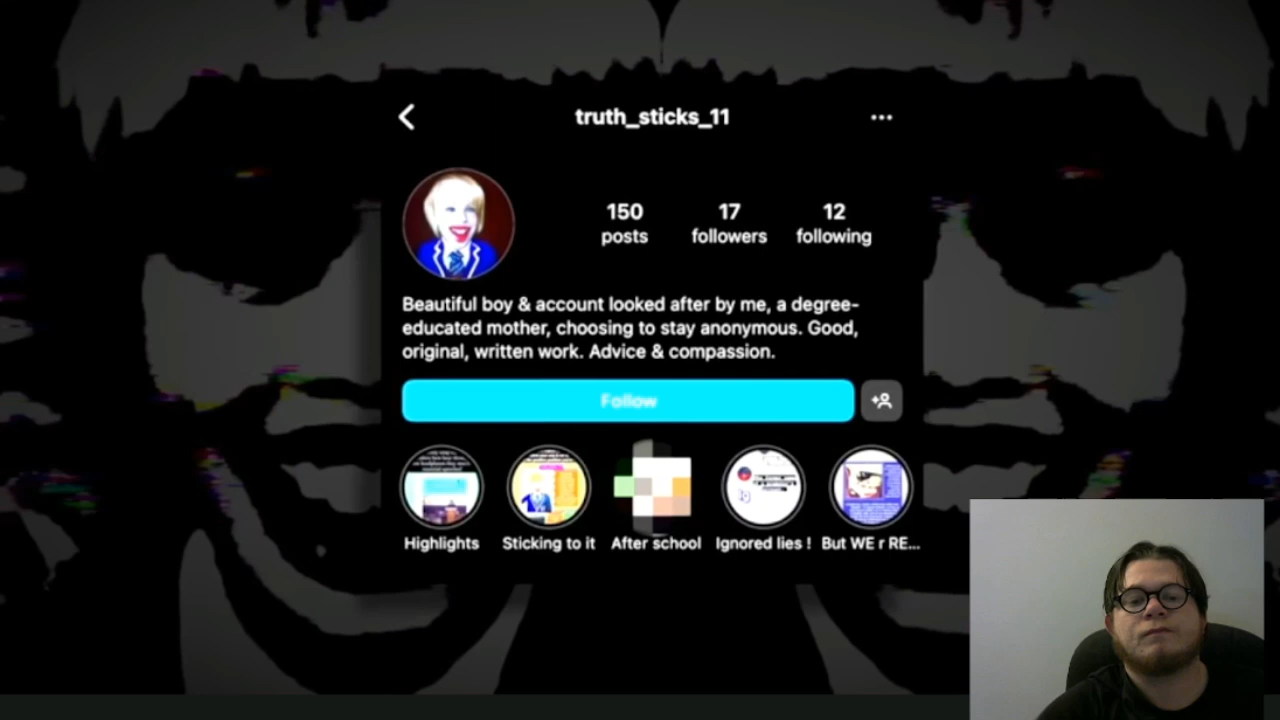 truth_sticks_11
150
17
12
posts
followers
following
Beautiful boy & account looked after by me, a degree-
educated mother, choosing to stay anonymous. Good,
original, written work. Advice & compassion.
Follow
Highlights
Sticking to it
After school
Ignored lies !
But WE r RE...